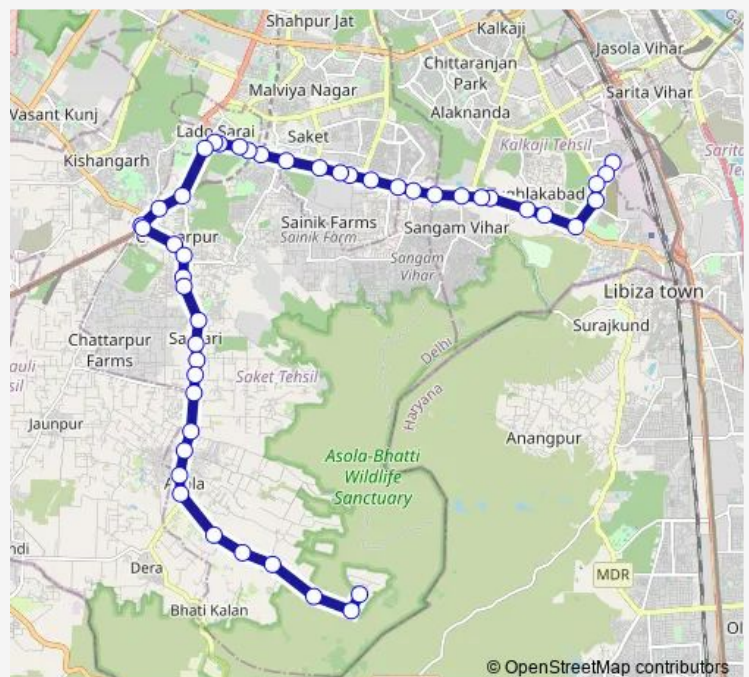 Shahpur Jat
Kalkaji
Jasola Vihar
Chittaranjan
Park
Sarita Vihar
Malviya Nagar
Vasant Kunj
Alaknanda
Lado Sarai
Saket
Kalkaji Tehsil
Kishangarh
Sainik Farms
Sainik Farm
Sangam Vihar
Sangam
Vihar
Libiza town
Surajkund
Chattarpur
Farms
Delhi
Saket Tehsil
Haryana
Jaunpur
Anangpur
Asola-Bhatti
Wildlife
Sanctuary
Dera
MDR
Bhati Kalan
© OpenStreetMap contributors